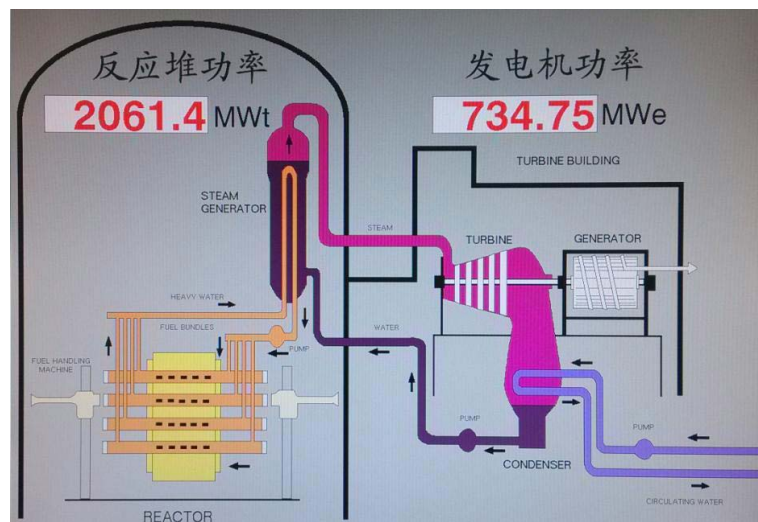 反应堆功率
发电机功率
2061.4 MWt
734.75 MWe
TURBINE BUILDING
STEAM
GENERATOR
STEAM
TURBINE
GENERATOR
HEAVY WATER
FUEL BUNDLES
WATER
PUMP
FUEL HANDLING
MACHINE
PUMP
PUMP
CONDENSER
CIRCULATING WATER
REACTOR